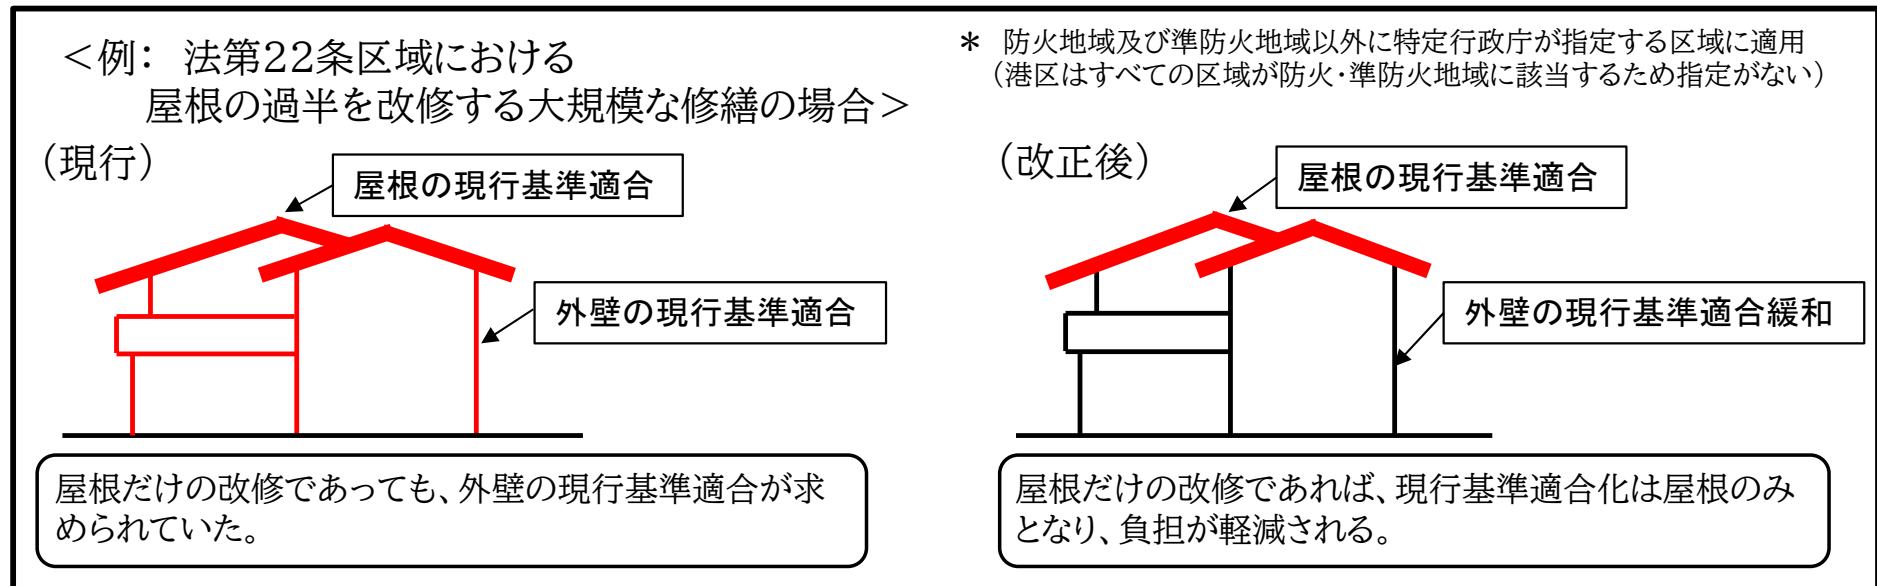 ＜例： 法第22条区域における
屋根の過半を改修する大規模な修繕の場合＞
＊ 防火地域及び準防火地域以外に特定行政庁が指定する区域に適用
（港区はすべての区域が防火・準防火地域に該当するため指定がない）
（現行）
屋根の現行基準適合
外壁の現行基準適合
屋根だけの改修であっても、外壁の現行基準適合が求
められていた。
（改正後）
屋根の現行基準適合
外壁の現行基準適合緩和
屋根だけの改修であれば、現行基準適合化は屋根のみ
となり、負担が軽減される。